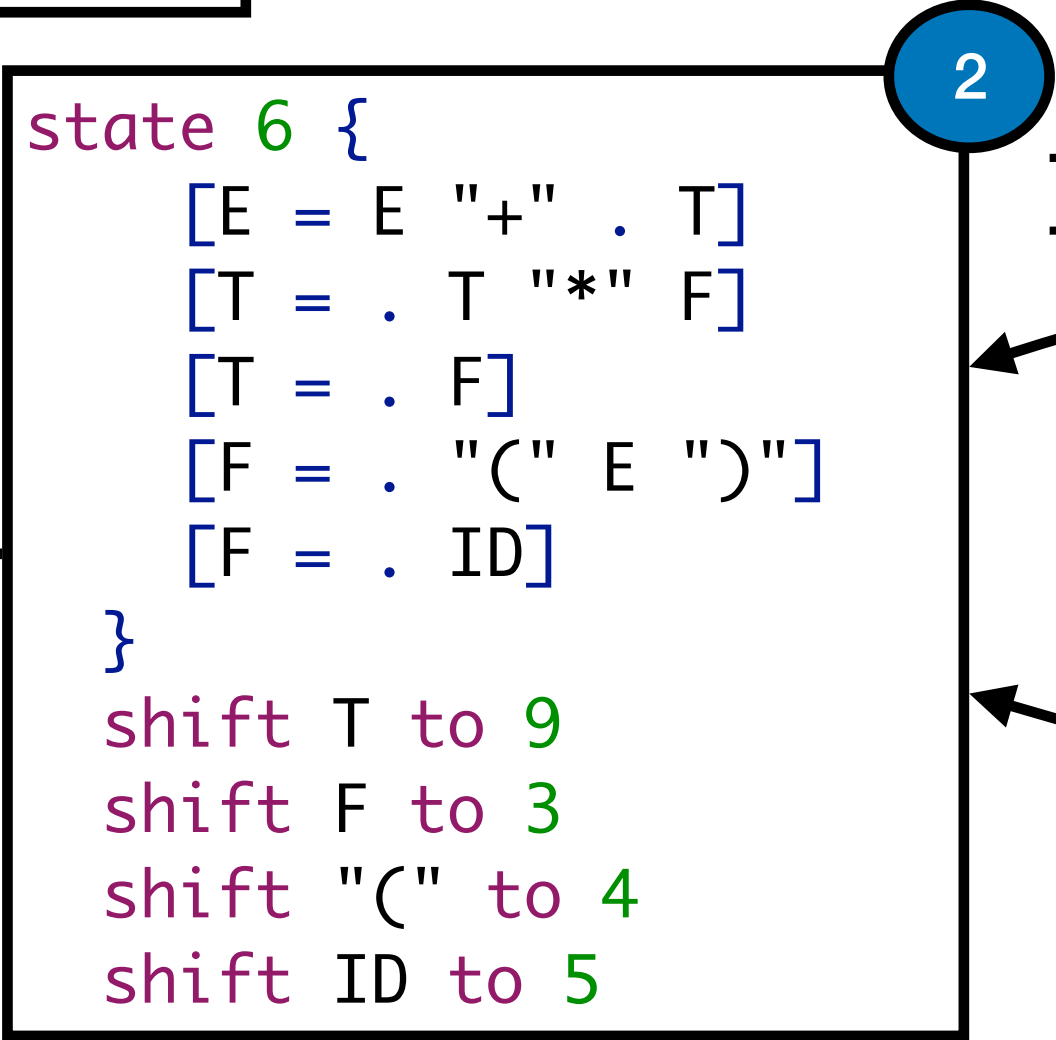 2
state 6 {
[E = E "+" . T]
[T = . T "*" F]
[T = . F]
[F = . "(" E ")"]
[F = . ID]
}
shift T to 9
shift F to 3
shift "(" to 4
shift ID to 5